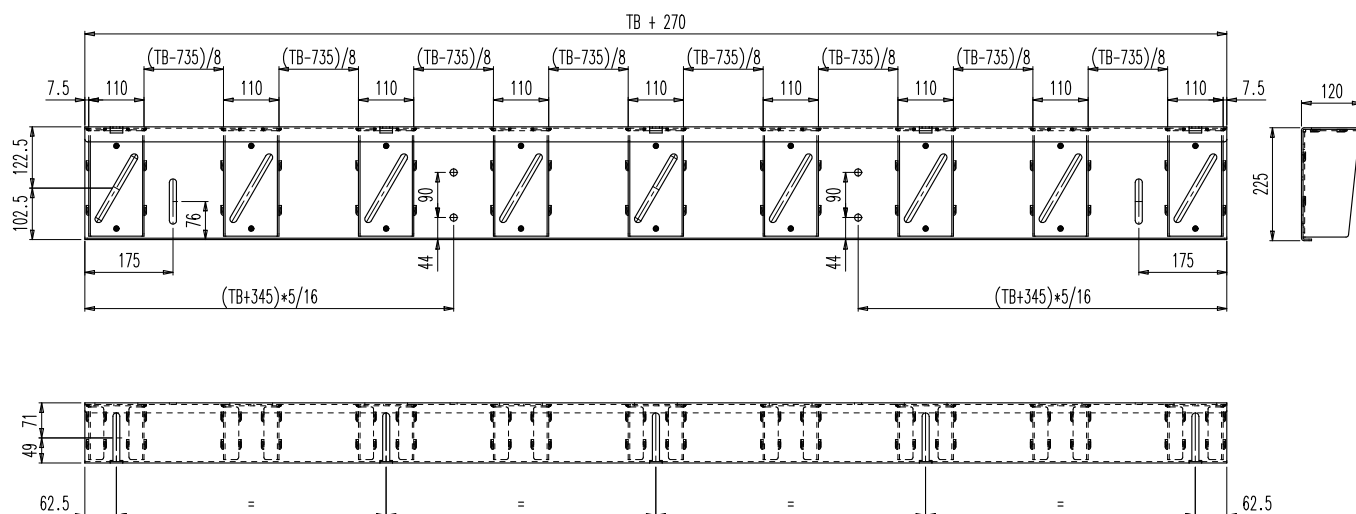 TB + 270
(TB-735)/8 (TB-735)/8 (TB-735)/8 (TB-735)/8 (TB-735)/8 (TB-735)/8 (TB-735)/8 (TB-735)/8
7.5 110 110 110 110 110 110 110 110 110 7.5 120
122.5
102.5
76
90
44
90
44
225
175 175
(TB+345)*5/16 (TB+345)*5/16
71
49
62.5 = = = = 62.5